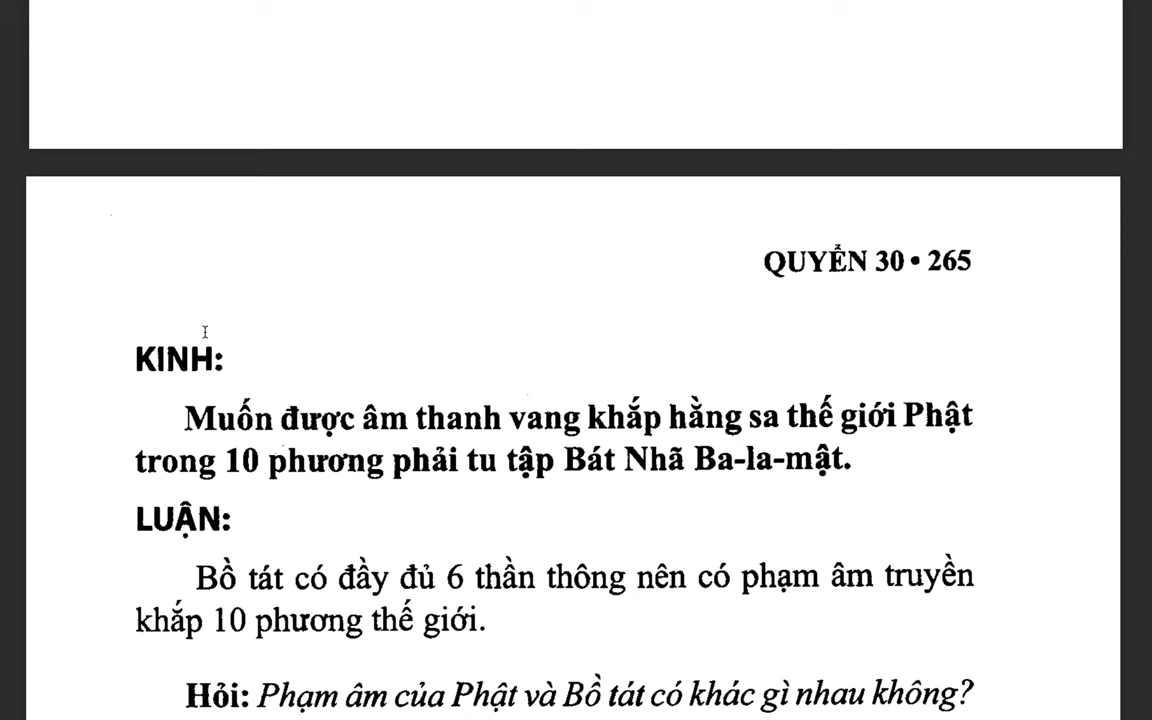 QUYỂN 30 • 265
KINH:
Muốn được âm thanh vang khắp hằng sa thế giới Phật
trong 10 phương phải tu tập Bát Nhã Ba-la-mật.
LUẬN:
Bồ tát có đầy đủ 6 thần thông nên có phạm âm truyền
khắp 10 phương thế giới.
Hỏi: Phạm âm của Phật và Bồ tát có khác gì nhau không?